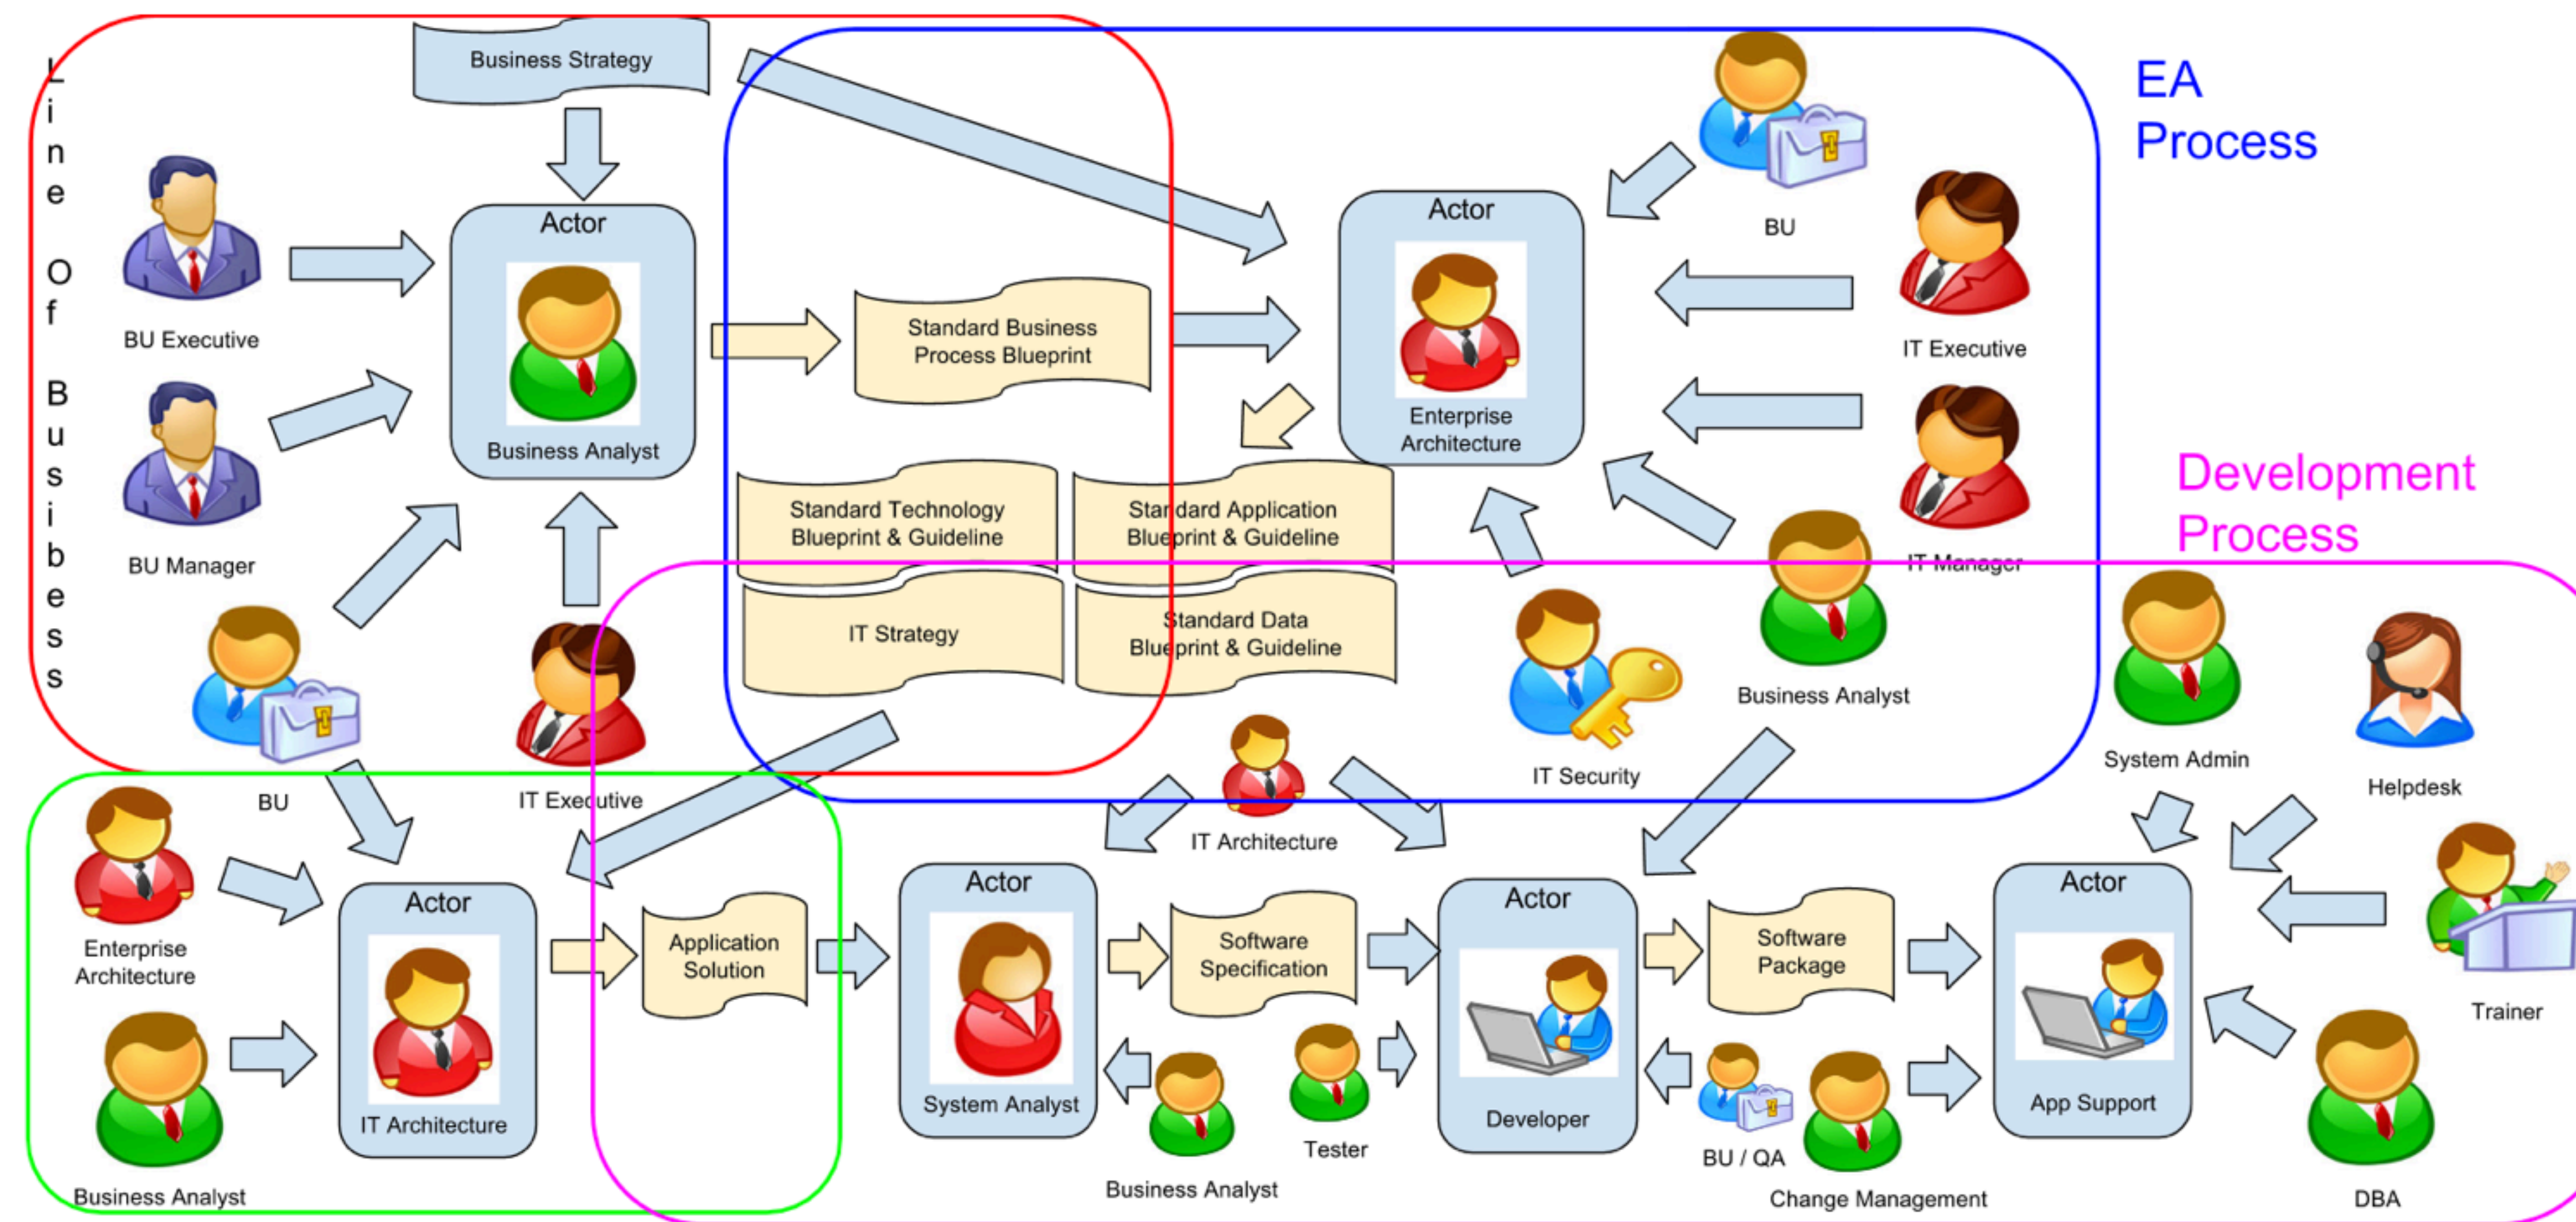 Line Of Busibess
Business Strategy
EA
Process
BU Executive
BU Manager
BU
IT Executive
Actor
Business Analyst
Standard Business
Process Blueprint
Actor
Enterprise
Architecture
BU
IT Executive
IT Manager
Development
Process
Standard Technology
Blueprint & Guideline
Standard Application
Blueprint & Guideline
IT Strategy
Standard Data
Blueprint & Guideline
IT Security
Business Analyst
System Admin
Helpdesk
IT Architecture
Enterprise
Architecture
Business Analyst
Actor
IT Architecture
Application
Solution
Actor
System Analyst
Software
Specification
Business Analyst
Tester
Actor
Developer
Software
Package
BU / QA
Change Management
Actor
App Support
Trainer
DBA